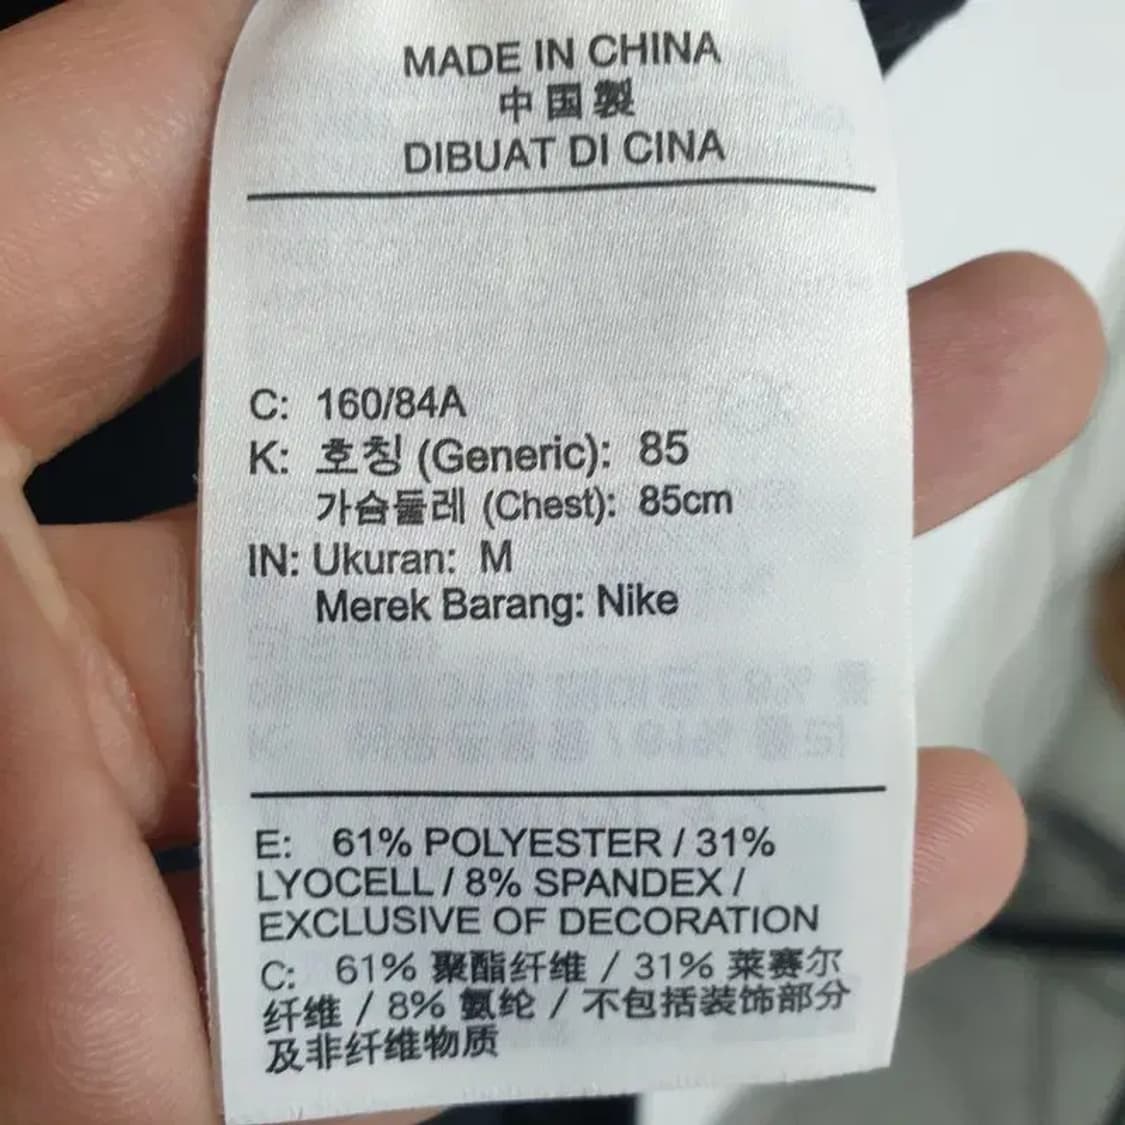 MADE IN CHINA
中国製
DIBUAT DI CINA
C: 160/84A
K: 호칭 (Generic): 85
가슴둘레 (Chest): 85cm
IN: Ukuran: M
Merek Barang: Nike
E: 61% POLYESTER / 31%
LYOCELL / 8% SPANDEX /
EXCLUSIVE OF DECORATION
C: 61% 聚酯纤维 / 31% 莱赛尔
纤维 / 8% 氨纶 / 不包括装饰部分
及非纤维物质